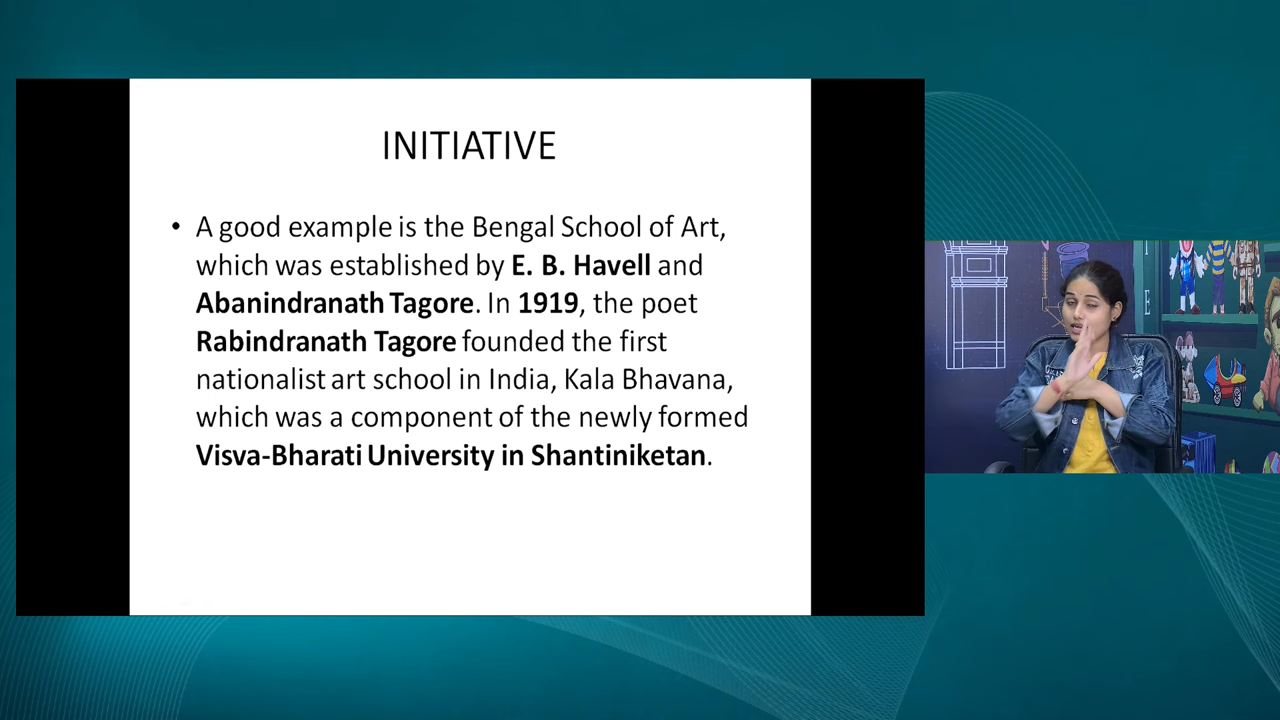 INITIATIVE
• A good example is the Bengal School of Art,
which was established by E. B. Havell and
Abanindranath Tagore. In 1919, the poet
Rabindranath Tagore founded the first
nationalist art school in India, Kala Bhavana,
which was a component of the newly formed
Visva-Bharati University in Shantiniketan.